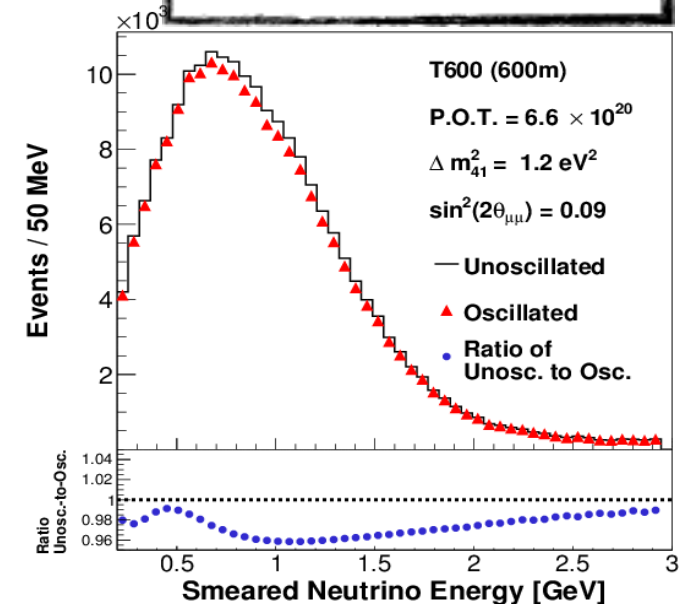 ×10³
10
8
6
4
2
Events / 50 MeV
T600 (600m)
P.O.T. = 6.6 × 10²⁰
Δ m²₄₁ = 1.2 eV²
sin²(2θ_μμ) = 0.09
Unoscillated
Oscillated
Ratio of
Unosc. to Osc.
1.04
1.02
1
0.98
0.96
Ratio
Unosc.-to-Osc.
0.5 1 1.5 2 2.5 3
Smeared Neutrino Energy [GeV]